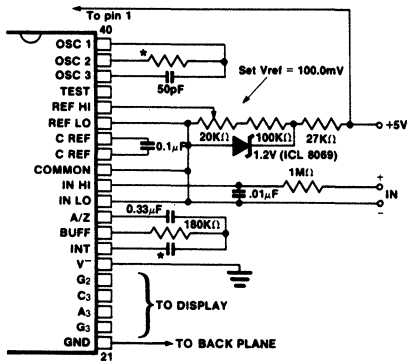 To pin 1
40
OSC 1
OSC 2
*
OSC 3
50pF
TEST
Set Vref = 100.0mV
REF HI
REF LO
20KΩ
100KΩ
27KΩ
+5V
C REF
0.1μF
C REF
1.2V (ICL 8069)
COMMON
1MΩ
IN HI
+
.01μF
IN
IN LO
−
A/Z
0.33μF
BUFF
180KΩ
INT
*
V−
G2
C3
TO DISPLAY
A3
G3
GND
TO BACK PLANE
21